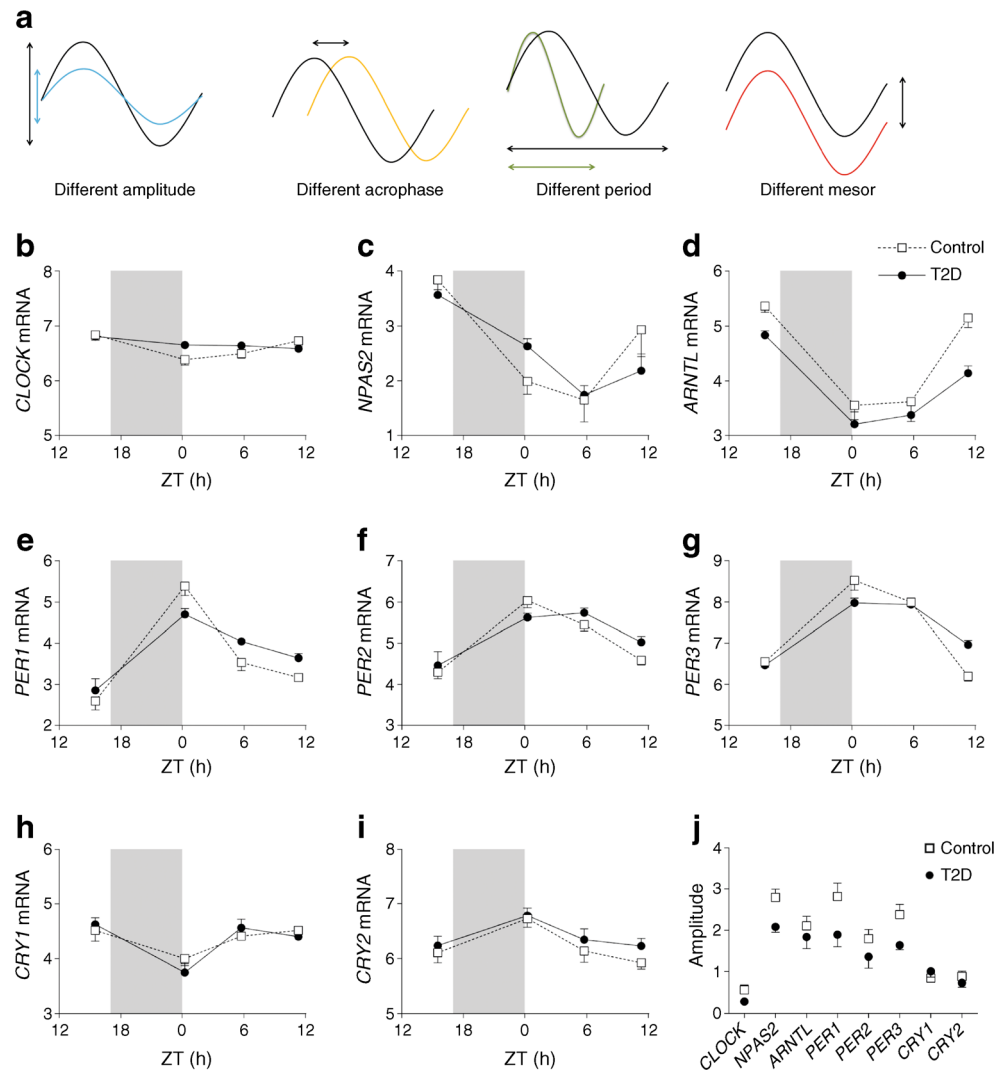 a
Different amplitude
Different acrophase
Different period
Different mesor
b
CLOCK mRNA
8
7
6
5
12 18 0 6 12
ZT (h)
c
NPAS2 mRNA
4
3
2
1
12 18 0 6 12
ZT (h)
d
ARNTL mRNA
6
5
4
3
12 18 0 6 12
ZT (h)
Control
T2D
e
PER1 mRNA
6
5
4
3
2
12 18 0 6 12
ZT (h)
f
PER2 mRNA
7
6
5
4
3
12 18 0 6 12
ZT (h)
g
PER3 mRNA
9
8
7
6
5
12 18 0 6 12
ZT (h)
h
CRY1 mRNA
6
5
4
3
12 18 0 6 12
ZT (h)
i
CRY2 mRNA
8
7
6
5
12 18 0 6 12
ZT (h)
j
Amplitude
4
3
2
1
0
Control
T2D
CLOCK
NPAS2
ARNTL
PER1
PER2
PER3
CRY1
CRY2